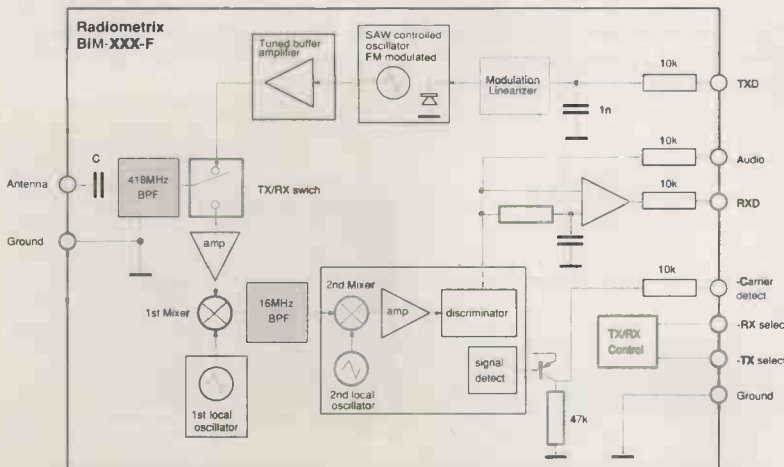 Radiometrix
BiM-XXX-F
Tuned buffer
amplifier
SAW controlled
oscillator
FM modulated
Modulation
Linearizer
10k
TXD
1n
10k
Audio
C
Antenna
418MHz
BPF
TX/RX swich
10k
RXD
Ground
amp
10k
-Carrier
detect
1st Mixer
16MHz
BPF
2nd Mixer
amp
discriminator
TX/RX
Control
-RX select
-TX select
signal
detect
1st local
oscillator
2nd local
oscillator
47k
Ground